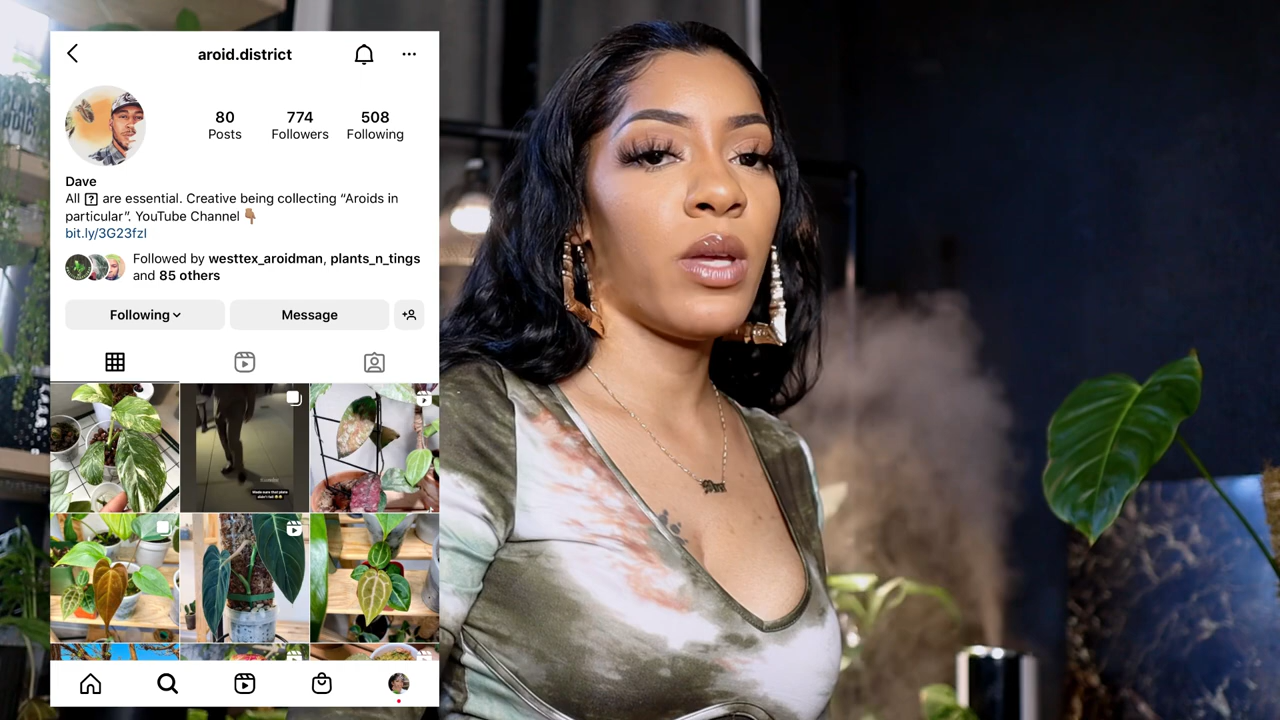 aroid.district
80
774
508
Posts
Followers
Following
Dave
All ? are essential. Creative being collecting “Aroids in
particular”. YouTube Channel 👇🏽
bit.ly/3G23fzI
Followed by westtex_aroidman, plants_n_tings
and 85 others
Following
Message